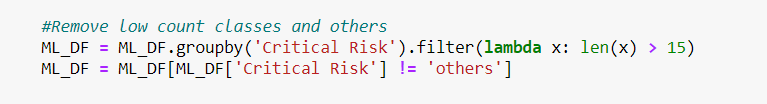 #Remove low count classes and others
ML_DF = ML_DF.groupby('Critical Risk').filter(lambda x: len(x) > 15)
ML_DF = ML_DF[ML_DF['Critical Risk'] != 'others']